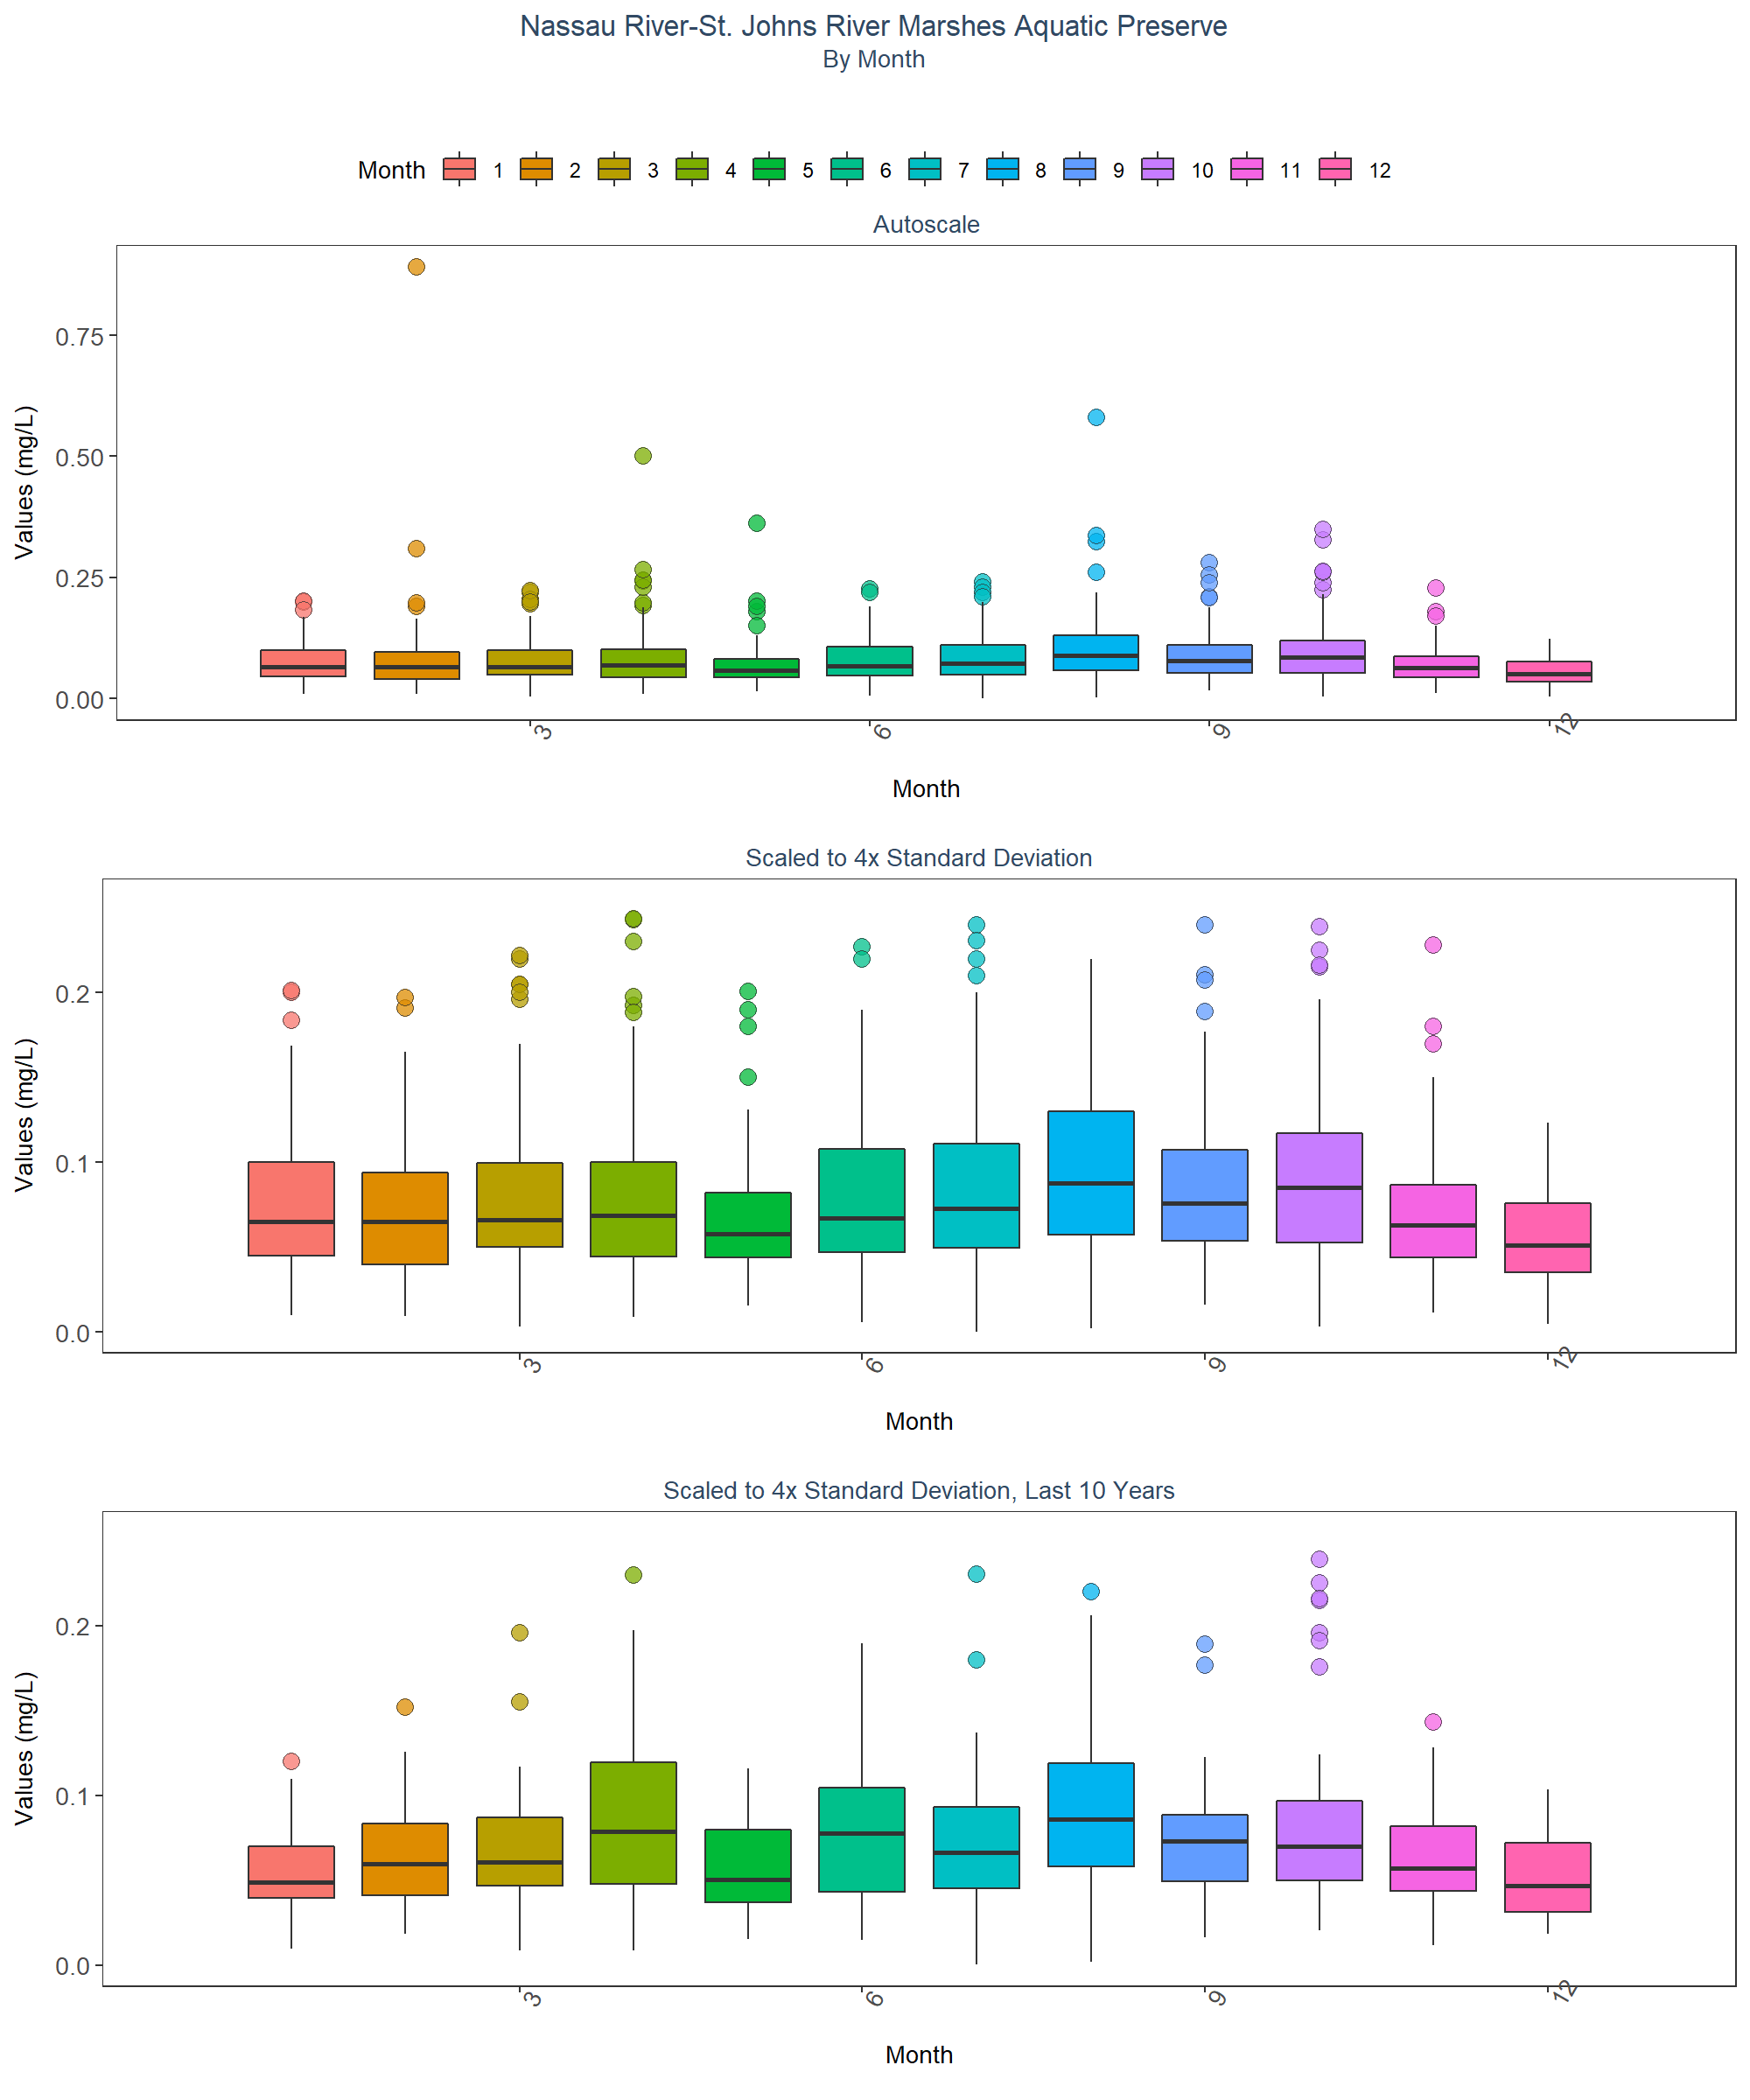 Nassau River-St. Johns River Marshes Aquatic Preserve
By Month
Month 1 2 3 4 5 6 7 8 9 10 11 12
Autoscale
Values (mg/L)
0.75
0.50
0.25
0.00
3 6 9 12
Month
Scaled to 4x Standard Deviation
Values (mg/L)
0.2
0.1
0.0
3 6 9 12
Month
Scaled to 4x Standard Deviation, Last 10 Years
Values (mg/L)
0.2
0.1
0.0
3 6 9 12
Month